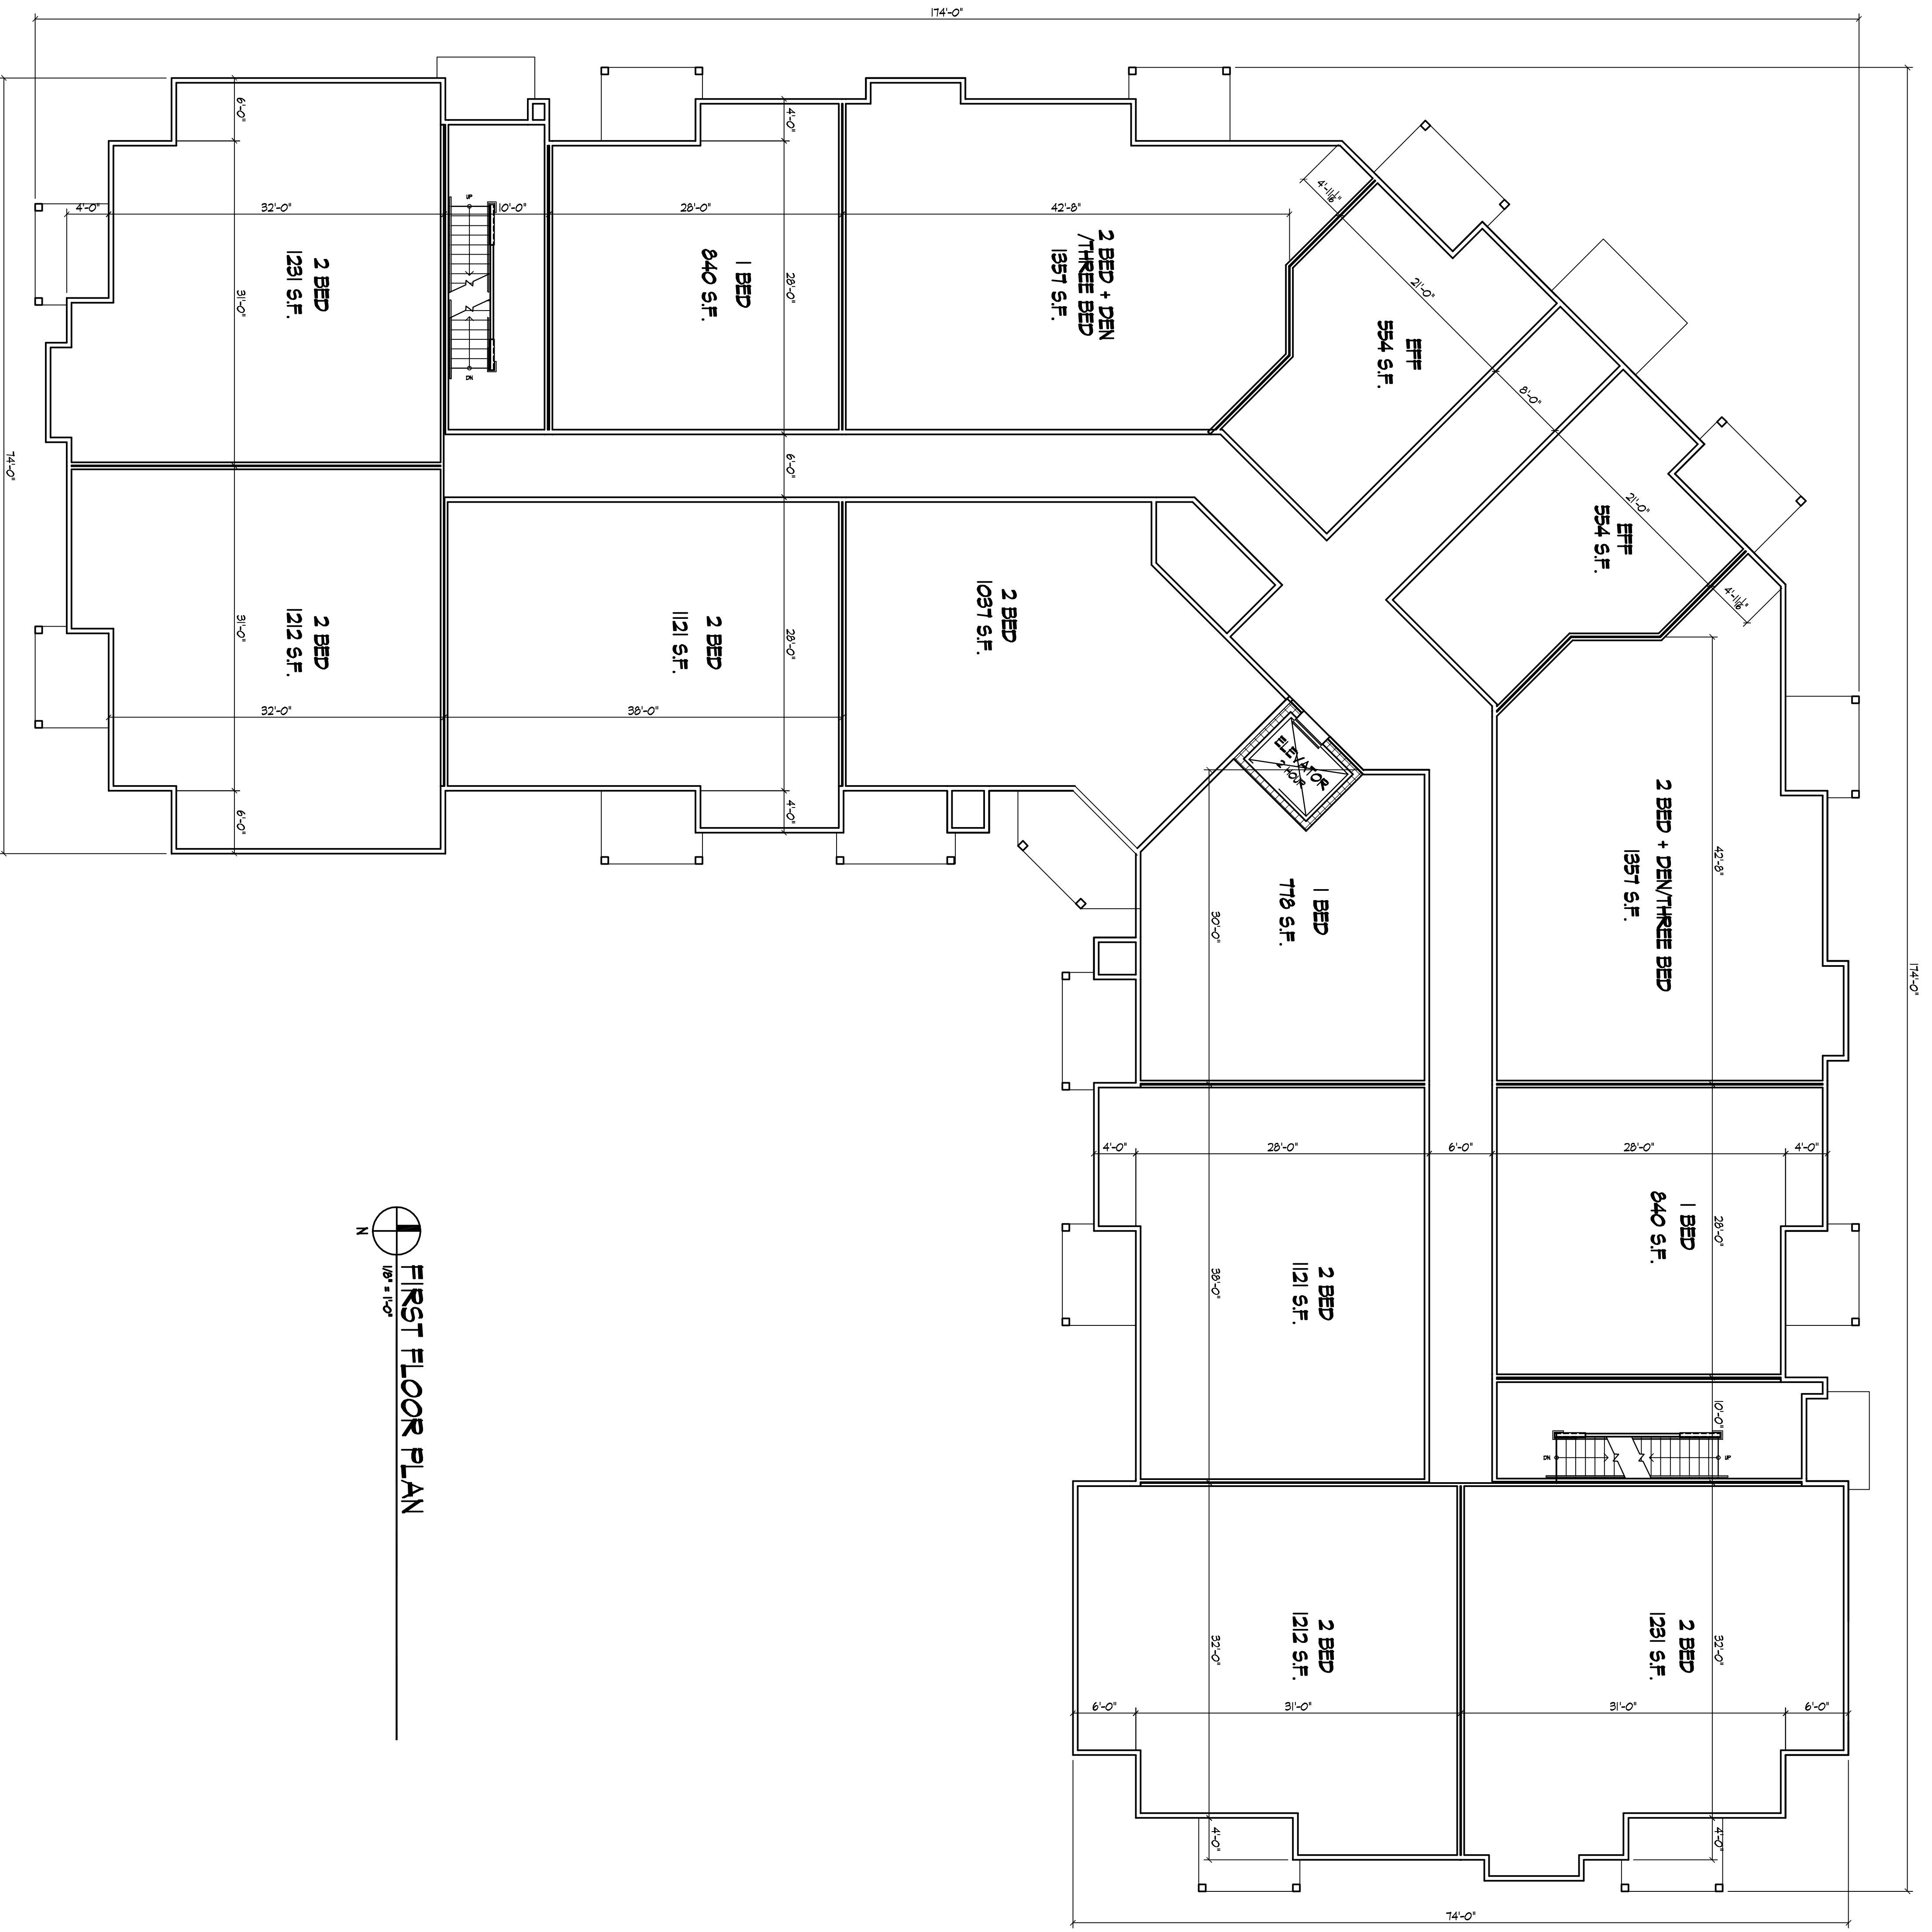 174'-0"
6'-0"
4'-0"
4'-11 1/16"
UP
4'-0"
32'-0"
10'-0"
28'-0"
42'-8"
2 BED
1231 S.F.
31'-0"
1 BED
840 S.F.
28'-0"
2 BED + DEN
/THREE BED
1357 S.F.
21'-0"
EFF
554 S.F.
DN
8'-0"
74'-0"
6'-0"
21'-0"
EFF
554 S.F.
4'-11 1/16"
2 BED
1212 S.F.
31'-0"
2 BED
1121 S.F.
28'-0"
2 BED
1037 S.F.
32'-0"
38'-0"
ELEVATOR
2 HOUR
6'-0"
4'-0"
2 BED + DEN/THREE BED
1357 S.F.
42'-8"
1 BED
778 S.F.
30'-0"
174'-0"
4'-0"
28'-0"
6'-0"
28'-0"
4'-0"
1 BED
840 S.F.
28'-0"
2 BED
1121 S.F.
38'-0"
N
FIRST FLOOR PLAN
1/8" = 1'-0"
10'-0"
DN
UP
2 BED
1212 S.F.
32'-0"
2 BED
1231 S.F.
32'-0"
6'-0"
31'-0"
31'-0"
6'-0"
4'-0"
4'-0"
74'-0"